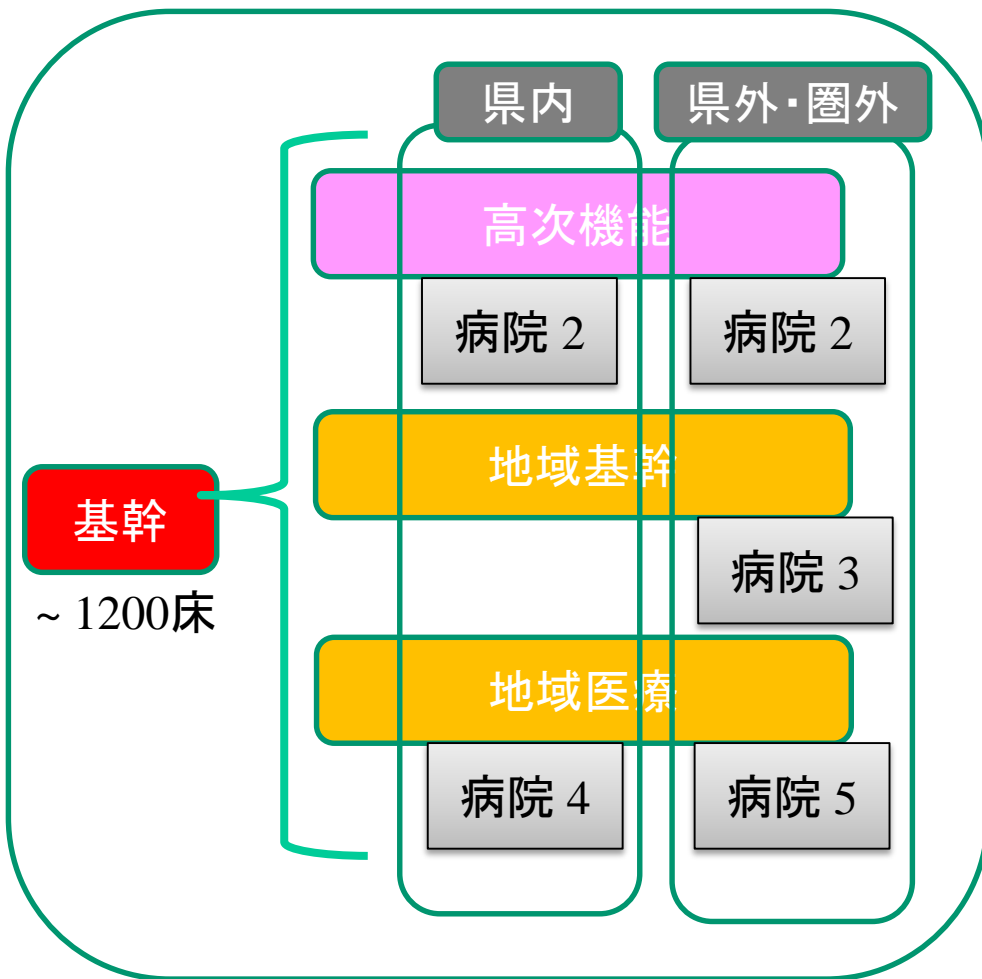 県内
県外・圏外
高次機能
病院 2
病院 2
地域基幹
基幹
病院 3
~ 1200床
地域医療
病院 4
病院 5